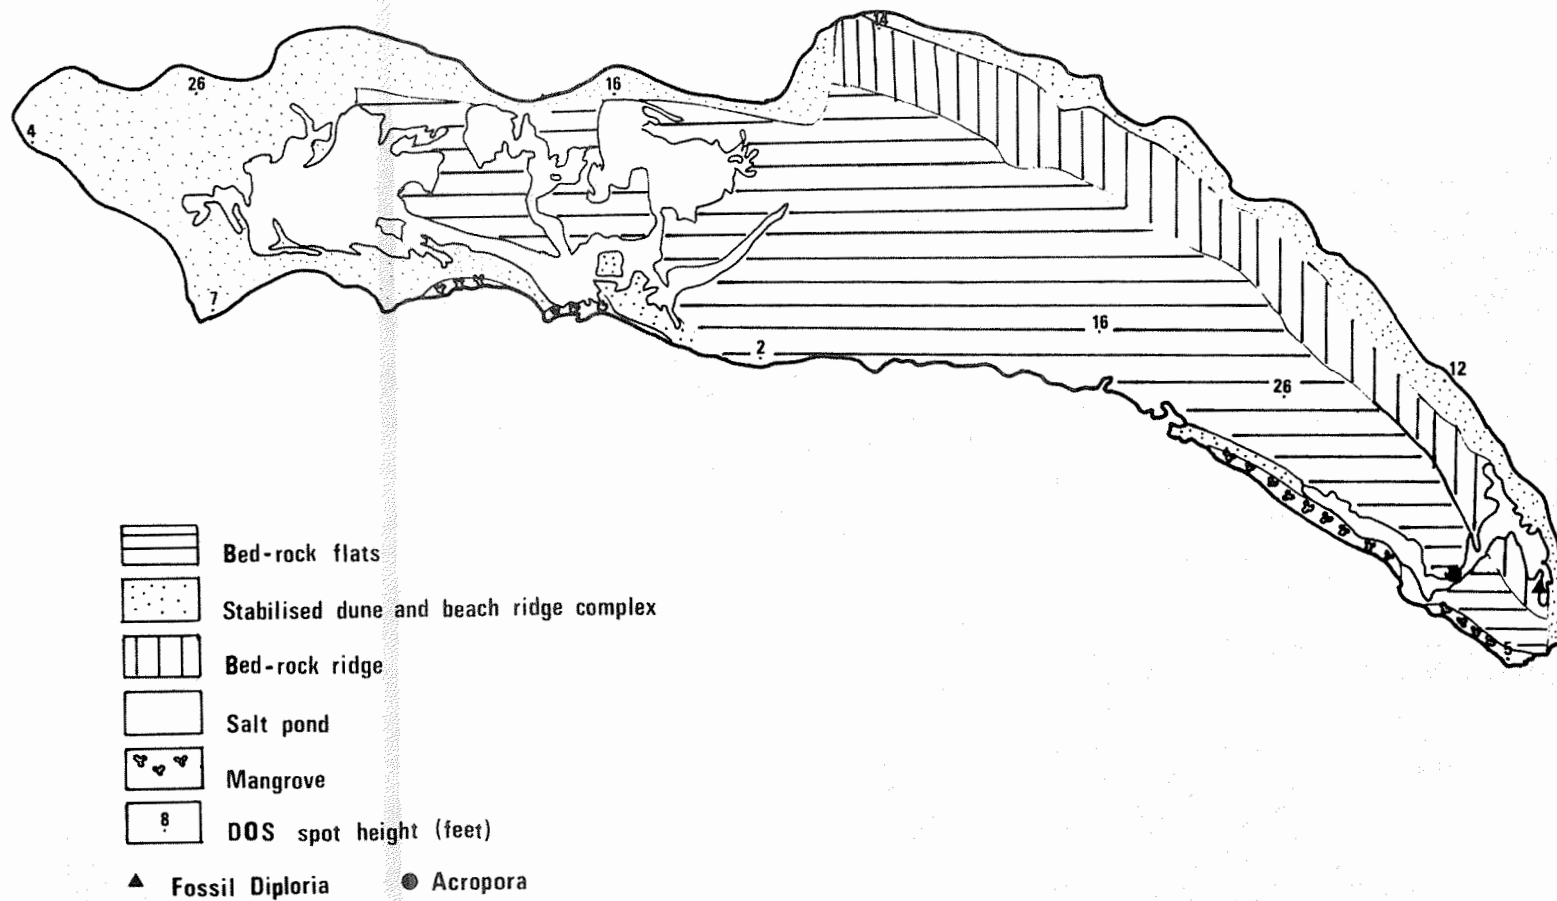 14
26
16
4
7
16
2
12
26
5
Bed-rock flats
Stabilised dune and beach ridge complex
Bed-rock ridge
Salt pond
Mangrove
8 DOS spot height (feet)
Fossil Diploria Acropora